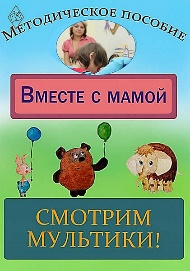 Методическое пособие
Вместе с мамой
СМОТРИМ
МУЛЬТИКИ!